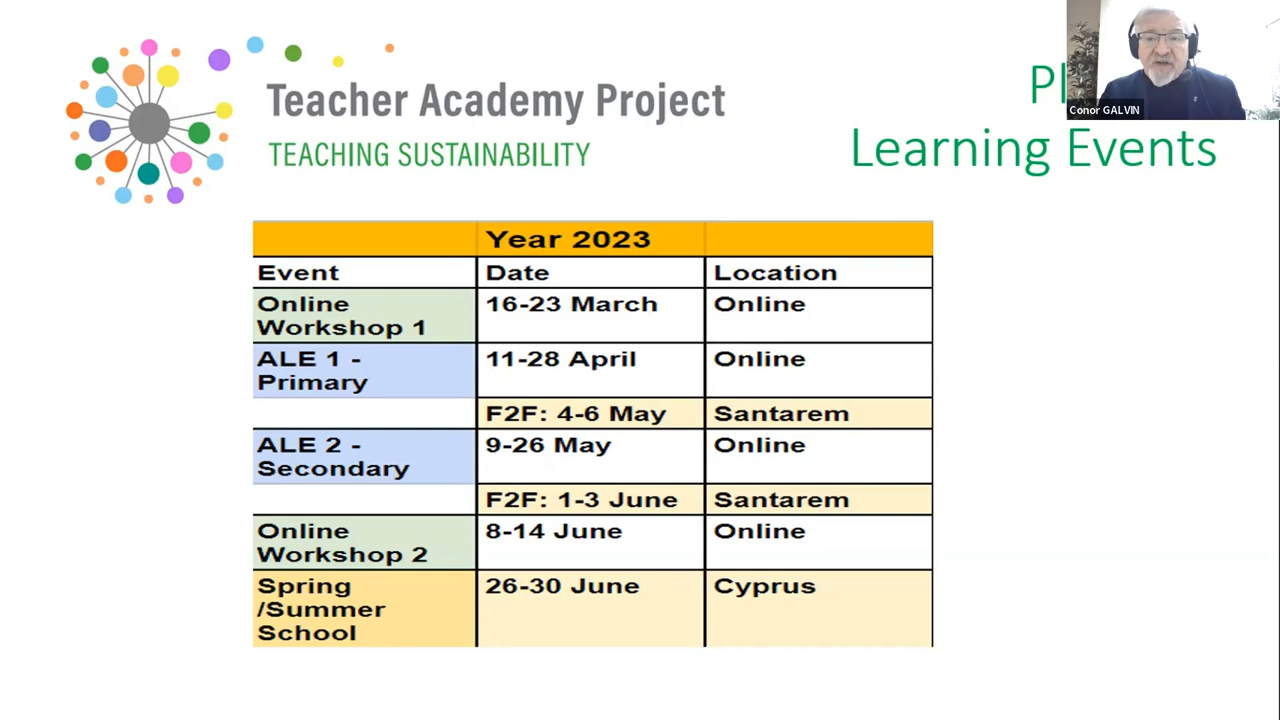 Conor GALVIN
Teacher Academy Project
TEACHING SUSTAINABILITY
Learning Events
Year 2023
Event Date Location
Online Workshop 1 16-23 March Online
ALE 1 - Primary 11-28 April Online
F2F: 4-6 May Santarem
ALE 2 - Secondary 9-26 May Online
F2F: 1-3 June Santarem
Online Workshop 2 8-14 June Online
Spring /Summer School 26-30 June Cyprus